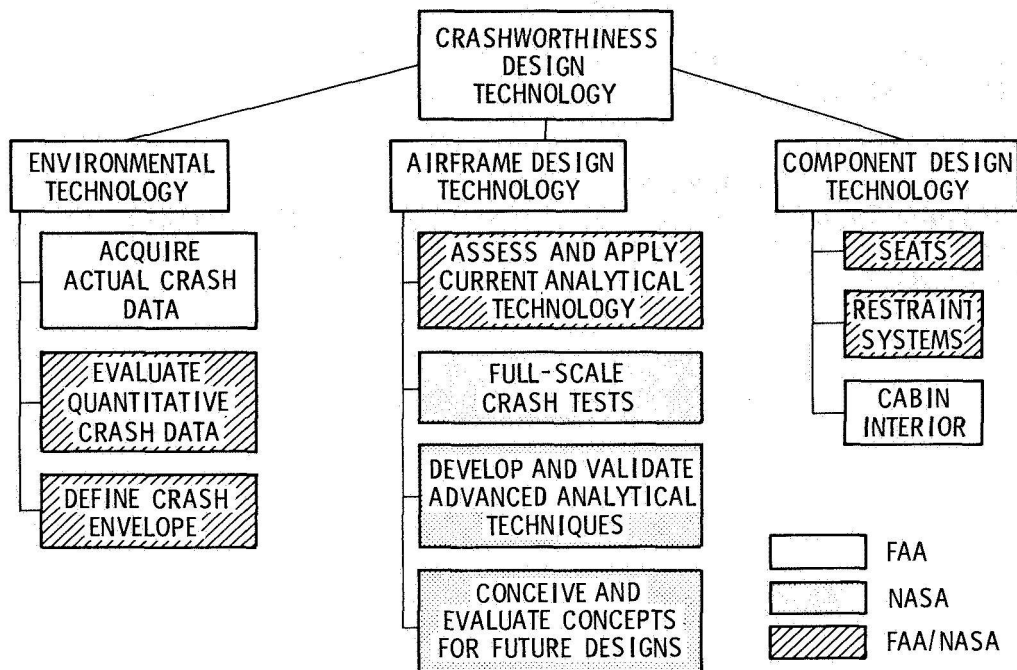 CRASHWORTHINESS
DESIGN
TECHNOLOGY
ENVIRONMENTAL
TECHNOLOGY
ACQUIRE
ACTUAL CRASH
DATA
EVALUATE
QUANTITATIVE
CRASH DATA
DEFINE CRASH
ENVELOPE
AIRFRAME DESIGN
TECHNOLOGY
ASSESS AND APPLY
CURRENT ANALYTICAL
TECHNOLOGY
FULL-SCALE
CRASH TESTS
DEVELOP AND VALIDATE
ADVANCED ANALYTICAL
TECHNIQUES
CONCEIVE AND
EVALUATE CONCEPTS
FOR FUTURE DESIGNS
COMPONENT DESIGN
TECHNOLOGY
SEATS
RESTRAINT
SYSTEMS
CABIN
INTERIOR
FAA
NASA
FAA/NASA